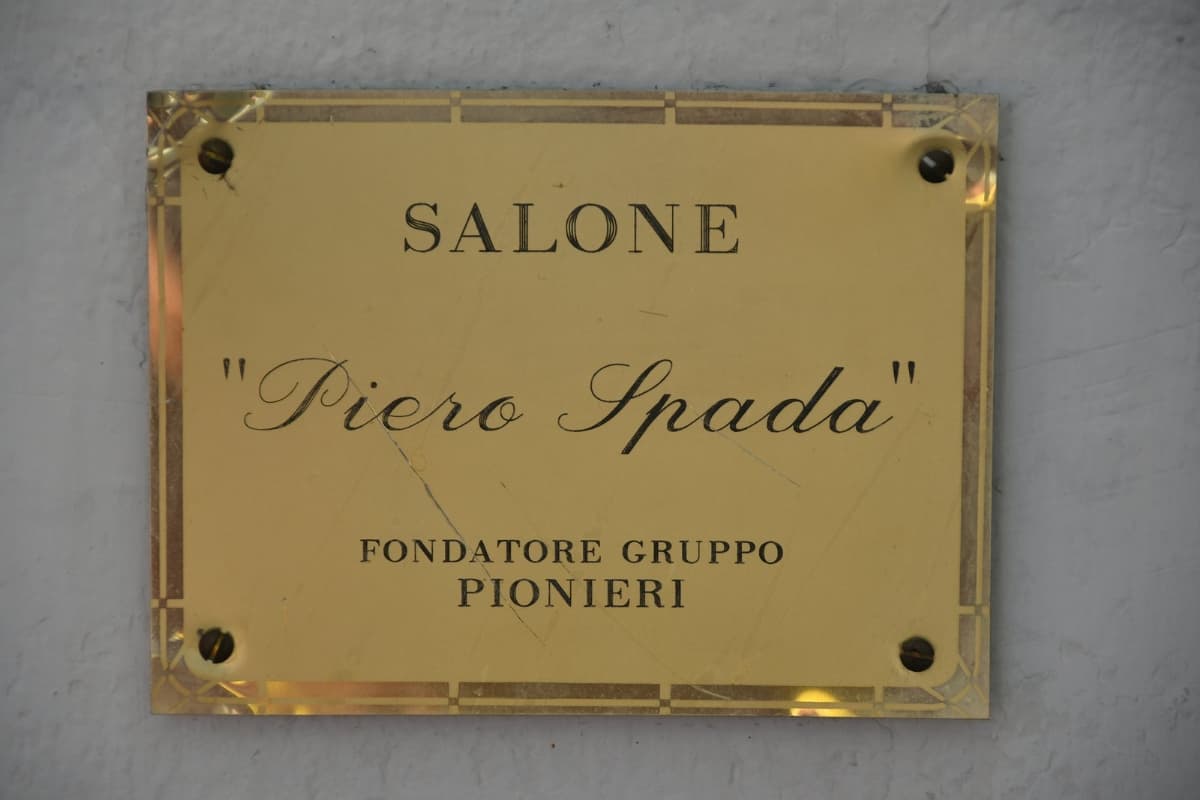 SALONE
"Piero Spada"
FONDATORE GRUPPO
PIONIERI